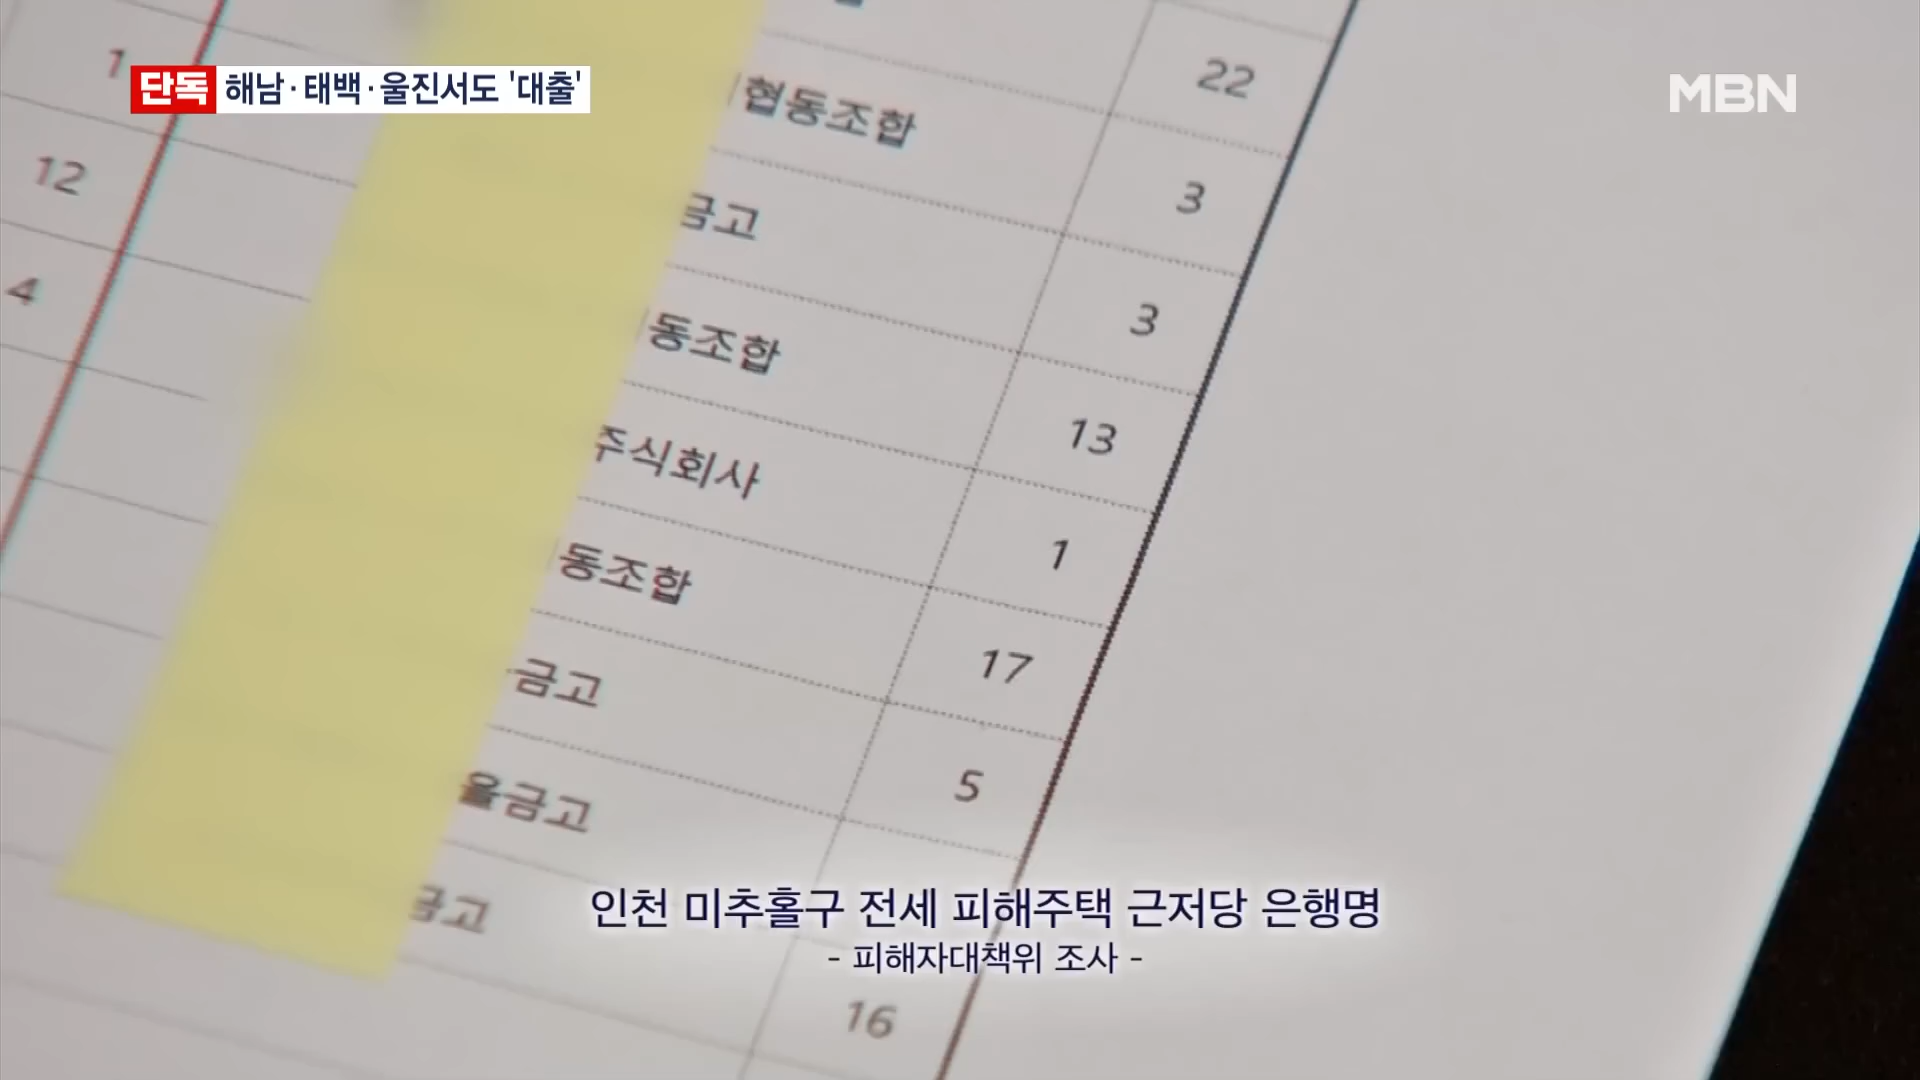 단독 해남·태백·울진서도 '대출'
MBN
1
12
4
22
협동조합 3
금고 3
동조합 13
주식회사 1
동조합 17
금고 5
금고
금고 16
인천 미추홀구 전세 피해주택 근저당 은행명
- 피해자대책위 조사 -